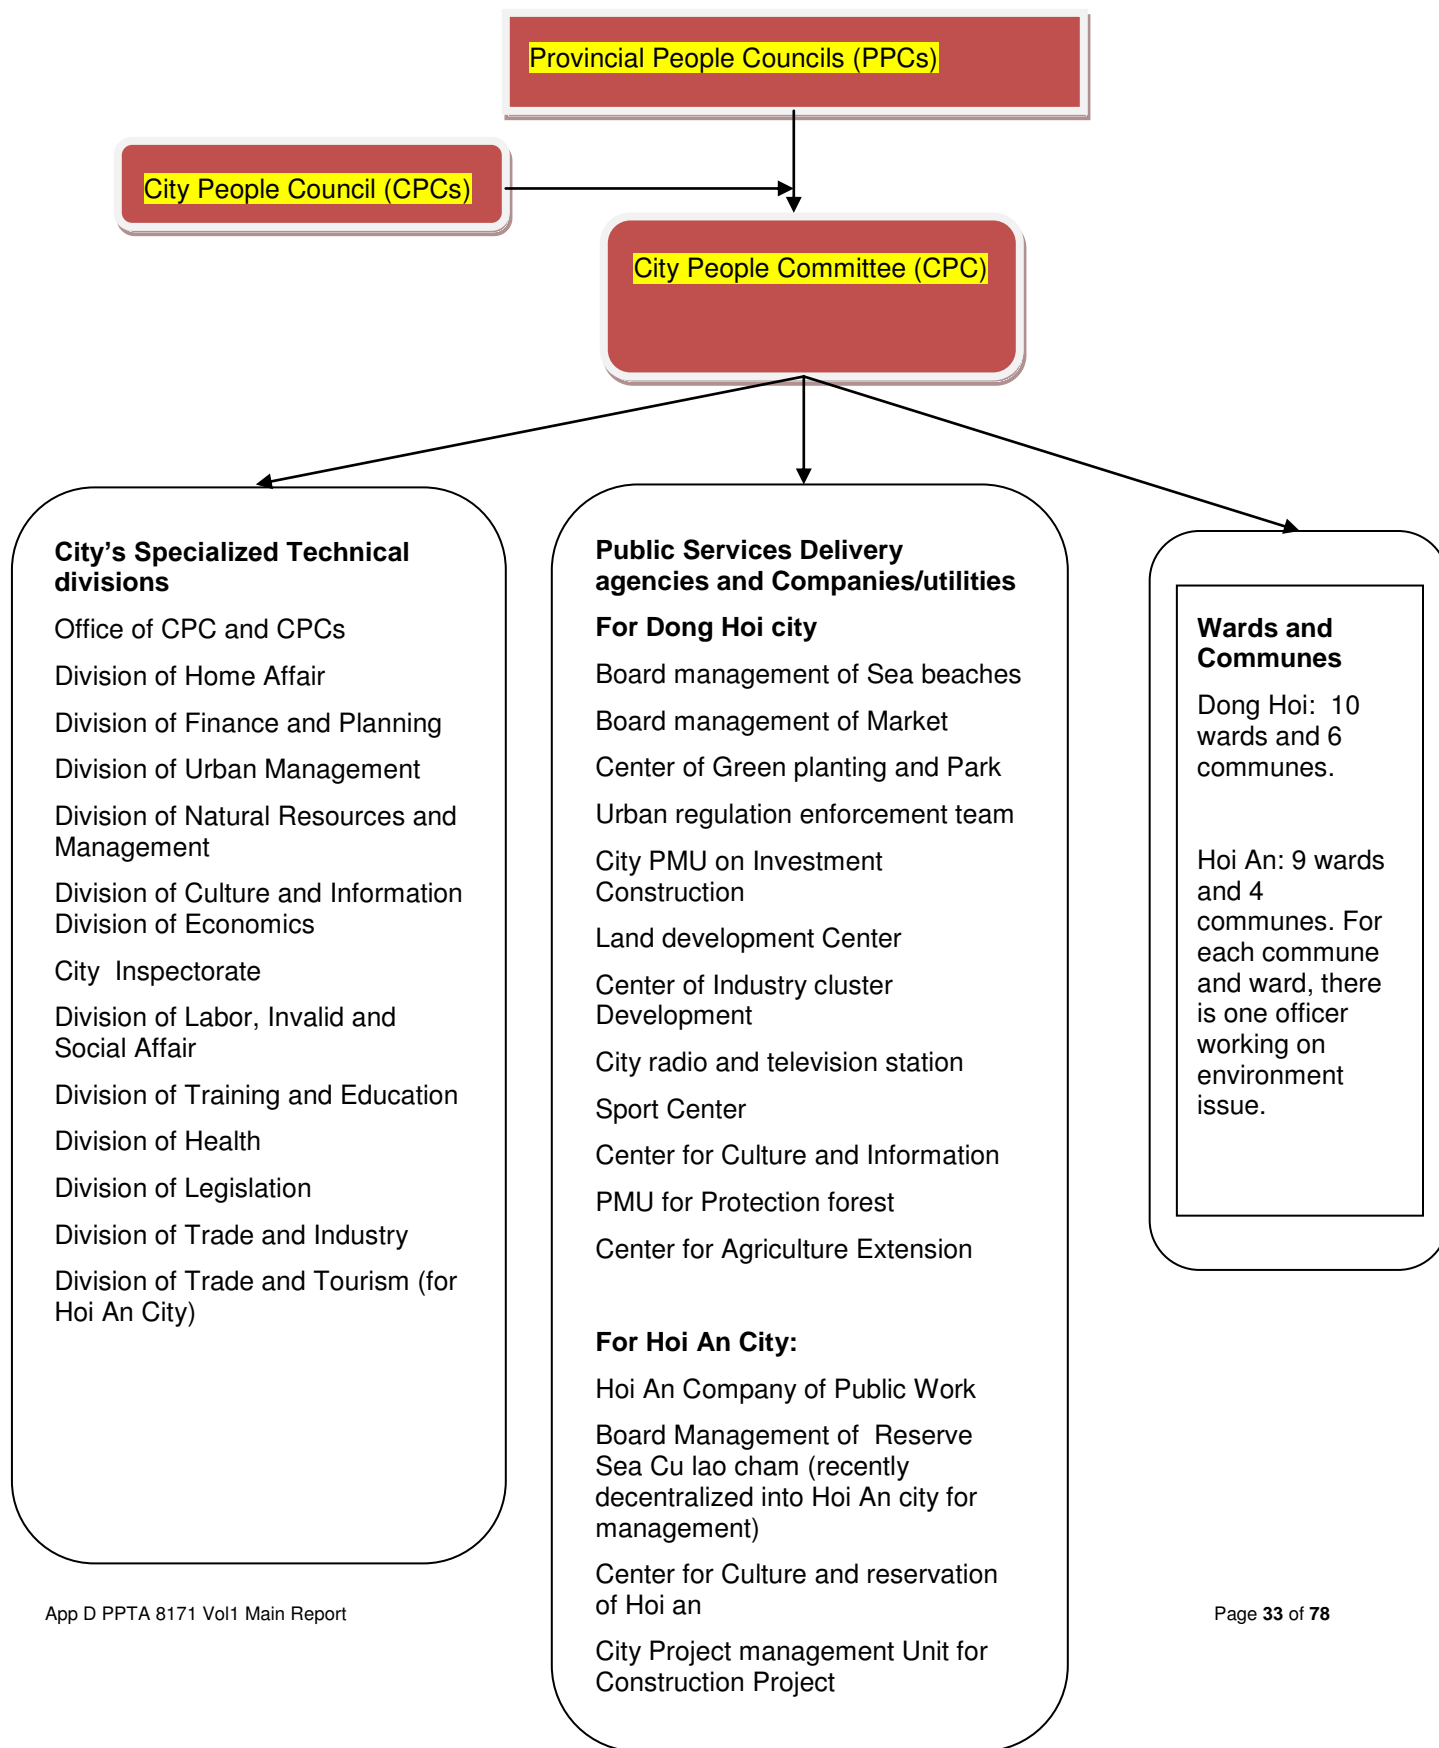 Provincial People Councils (PPCs)
City People Council (CPCs)
City People Committee (CPC)
City's Specialized Technical
divisions
Office of CPC and CPCs
Division of Home Affair
Division of Finance and Planning
Division of Urban Management
Division of Natural Resources and
Management
Division of Culture and Information
Division of Economics
City  Inspectorate
Division of Labor, Invalid and
Social Affair
Division of Training and Education
Division of Health
Division of Legislation
Division of Trade and Industry
Division of Trade and Tourism (for
Hoi An City)
Public Services Delivery
agencies and Companies/utilities
For Dong Hoi city
Board management of Sea beaches
Board management of Market
Center of Green planting and Park
Urban regulation enforcement team
City PMU on Investment
Construction
Land development Center
Center of Industry cluster
Development
City radio and television station
Sport Center
Center for Culture and Information
PMU for Protection forest
Center for Agriculture Extension
For Hoi An City:
Hoi An Company of Public Work
Board Management of  Reserve
Sea Cu lao cham (recently
decentralized into Hoi An city for
management)
Center for Culture and reservation
of Hoi an
City Project management Unit for
Construction Project
Wards and
Communes
Dong Hoi:  10
wards and 6
communes.
Hoi An: 9 wards
and 4
communes. For
each commune
and ward, there
is one officer
working on
environment
issue.
App D PPTA 8171 Vol1 Main Report
Page 33 of 78